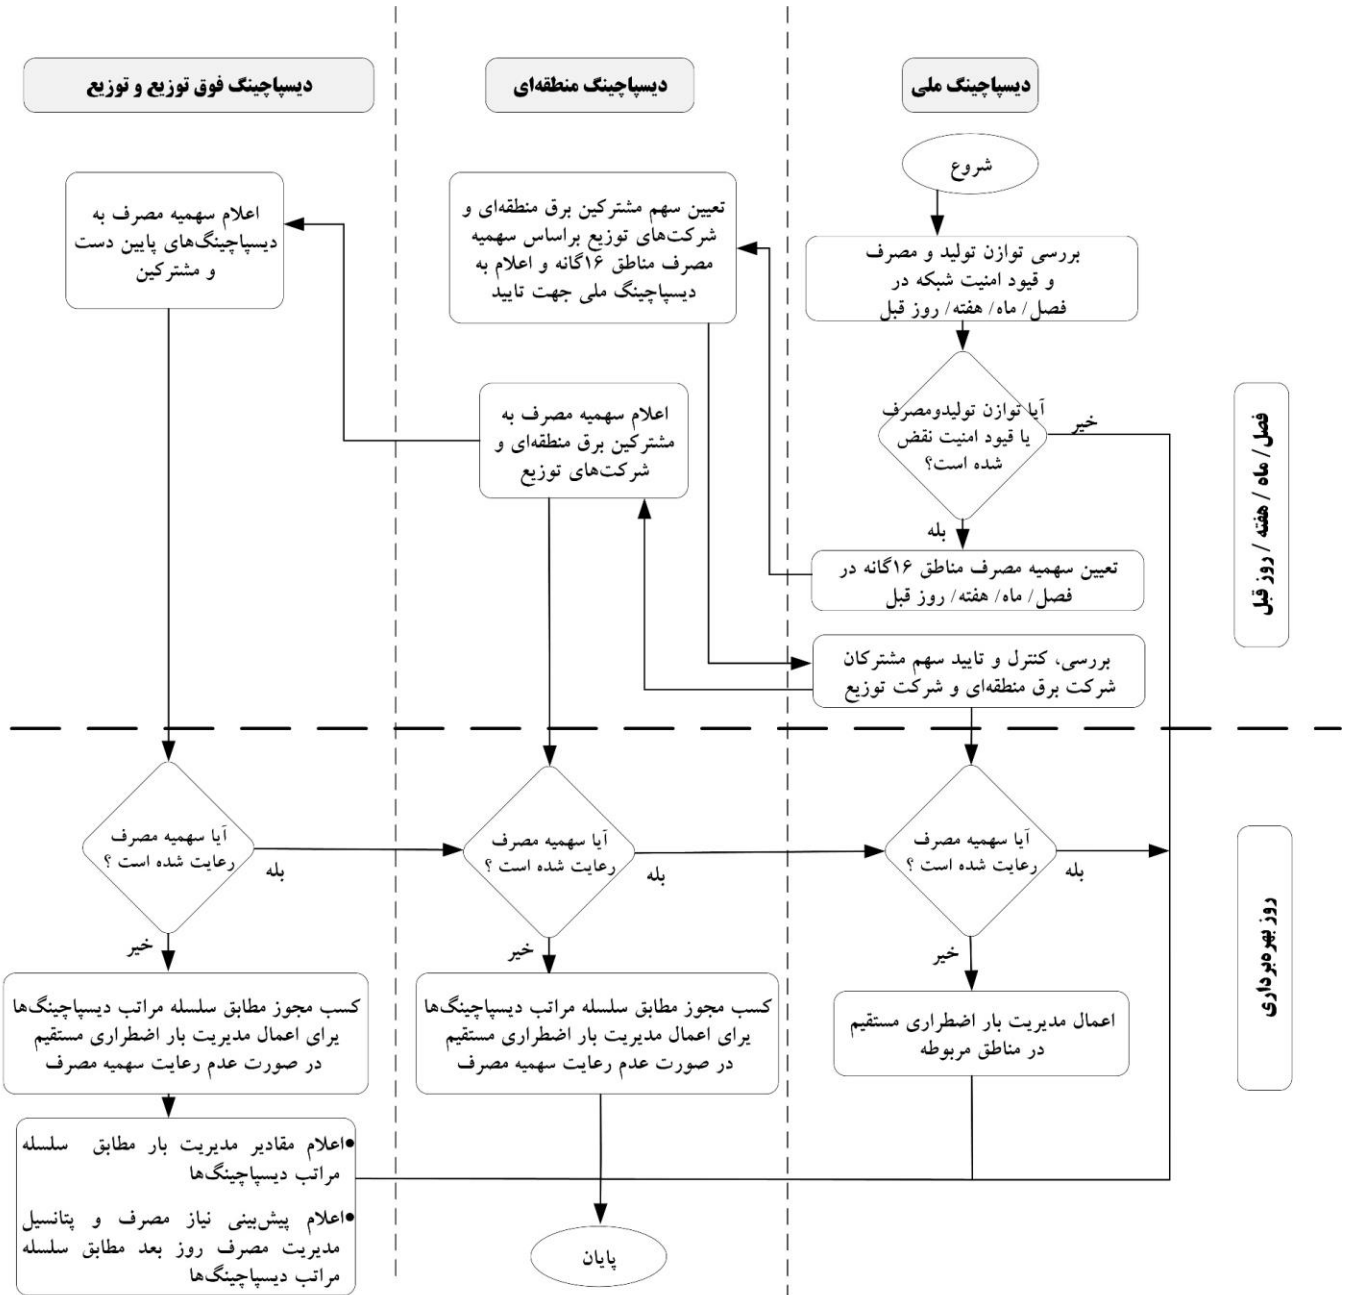 دیسپاچینگ ملی
دیسپاچینگ منطقه‌ای
دیسپاچینگ فوق توزیع و توزیع
شروع
بررسی توازن تولید و مصرف
و قیود امنیت شبکه در
فصل/ ماه/ هفته/ روز قبل
آیا توازن تولیدومصرف
یا قیود امنیت نقض
شده است؟
خیر
بله
تعیین سهمیه مصرف مناطق ۱۶گانه در
فصل/ ماه/ هفته/ روز قبل
تعیین سهم مشترکین برق منطقه‌ای و
شرکت‌های توزیع براساس سهمیه
مصرف مناطق ۱۶گانه و اعلام به
دیسپاچینگ ملی جهت تایید
بررسی، کنترل و تایید سهم مشترکان
شرکت برق منطقه‌ای و شرکت توزیع
اعلام سهمیه مصرف به
مشترکین برق منطقه‌ای و
شرکت‌های توزیع
اعلام سهمیه مصرف به
دیسپاچینگ‌های پایین دست
و مشترکین
فصل/ ماه / هفته / روز قبل
آیا سهمیه مصرف
رعایت شده است ؟
بله
خیر
آیا سهمیه مصرف
رعایت شده است ؟
بله
خیر
آیا سهمیه مصرف
رعایت شده است ؟
بله
خیر
اعمال مدیریت بار اضطراری مستقیم
در مناطق مربوطه
کسب مجوز مطابق سلسله مراتب دیسپاچینگ‌ها
یرای اعمال مدیریت بار اضطراری مستقیم
در صورت عدم رعایت سهمیه مصرف
کسب مجوز مطابق سلسله مراتب دیسپاچینگ‌ها
یرای اعمال مدیریت بار اضطراری مستقیم
در صورت عدم رعایت سهمیه مصرف
•اعلام مقادیر مدیریت بار مطابق سلسله
مراتب دیسپاچینگ‌ها
•اعلام پیش‌بینی نیاز مصرف و پتانسیل
مدیریت مصرف روز بعد مطابق سلسله
مراتب دیسپاچینگ‌ها
پایان
روز بهره‌برداری